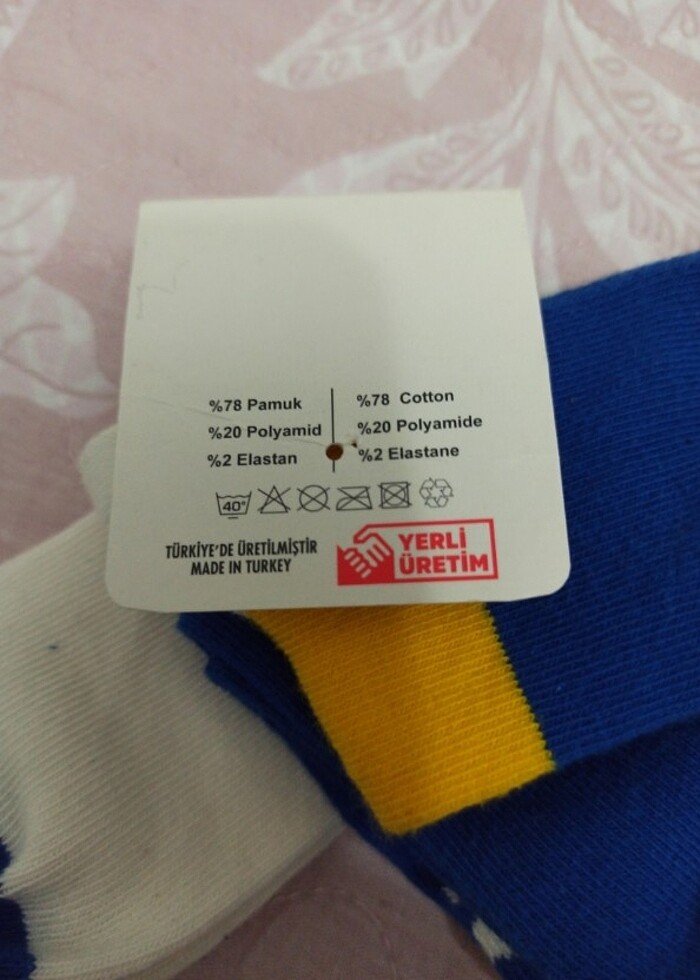 %78 Pamuk
%20 Polyamid
%2 Elastan
%78 Cotton
%20 Polyamide
%2 Elastane
40°
TÜRKİYE'DE ÜRETİLMİŞTİR
MADE IN TURKEY
YERLİ
ÜRETİM